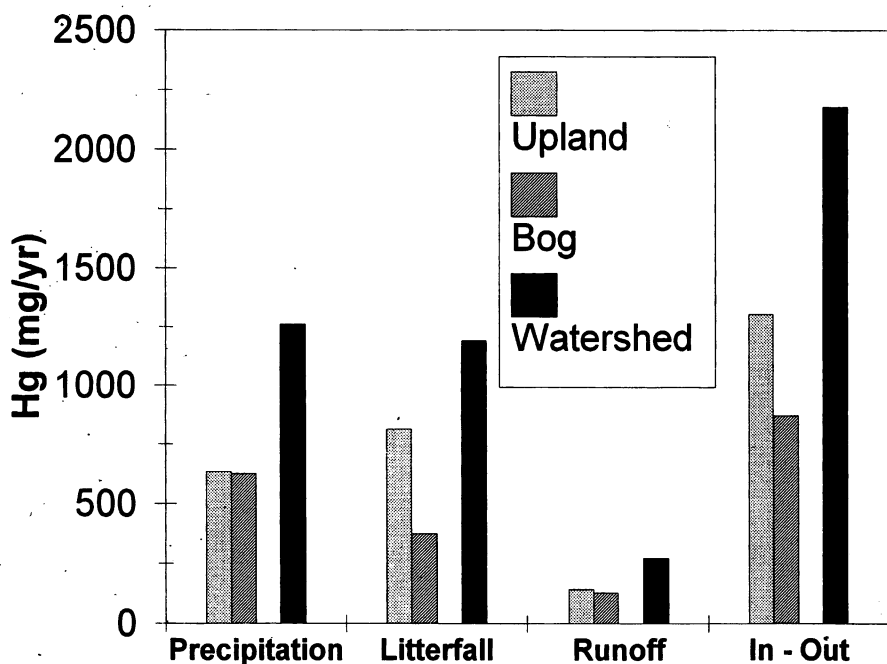 2500
2000
1500
1000
500
0
Hg (mg/yr)
Upland
Bog
Watershed
Precipitation Litterfall Runoff In - Out